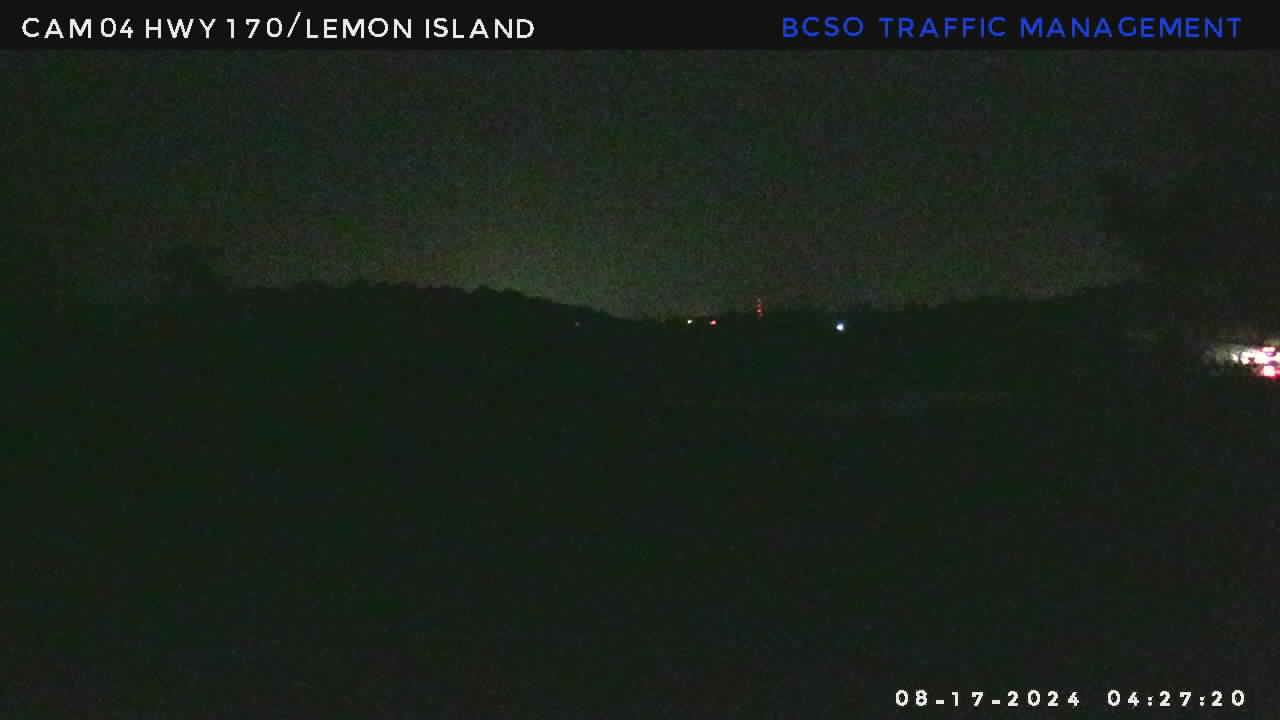 CAM04 HWY 170/LEMON ISLAND
BCSO TRAFFIC MANAGEMENT
08-17-2024 04:27:20